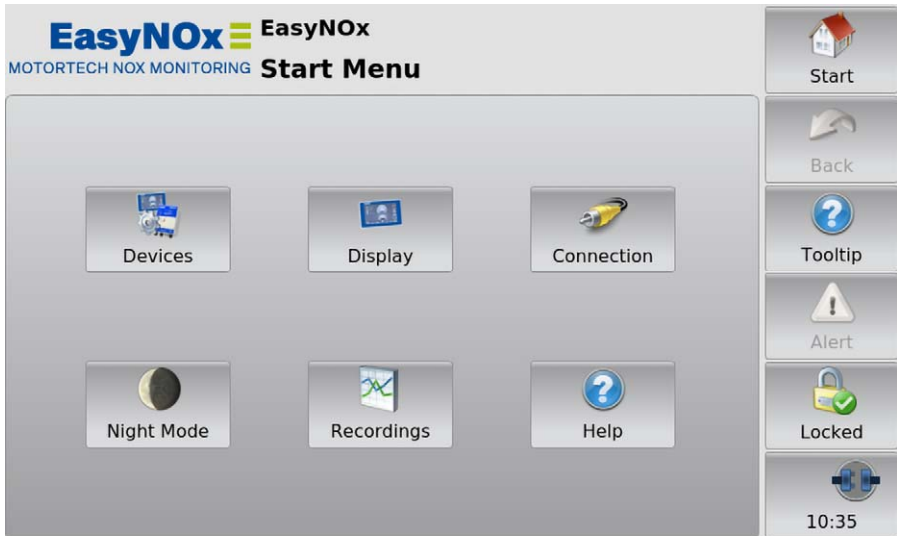 EasyNOx
MOTORTECH NOX MONITORING
EasyNOx
Start Menu
Devices
Display
Connection
Night Mode
Recordings
Help
Start
Back
Tooltip
Alert
Locked
10:35